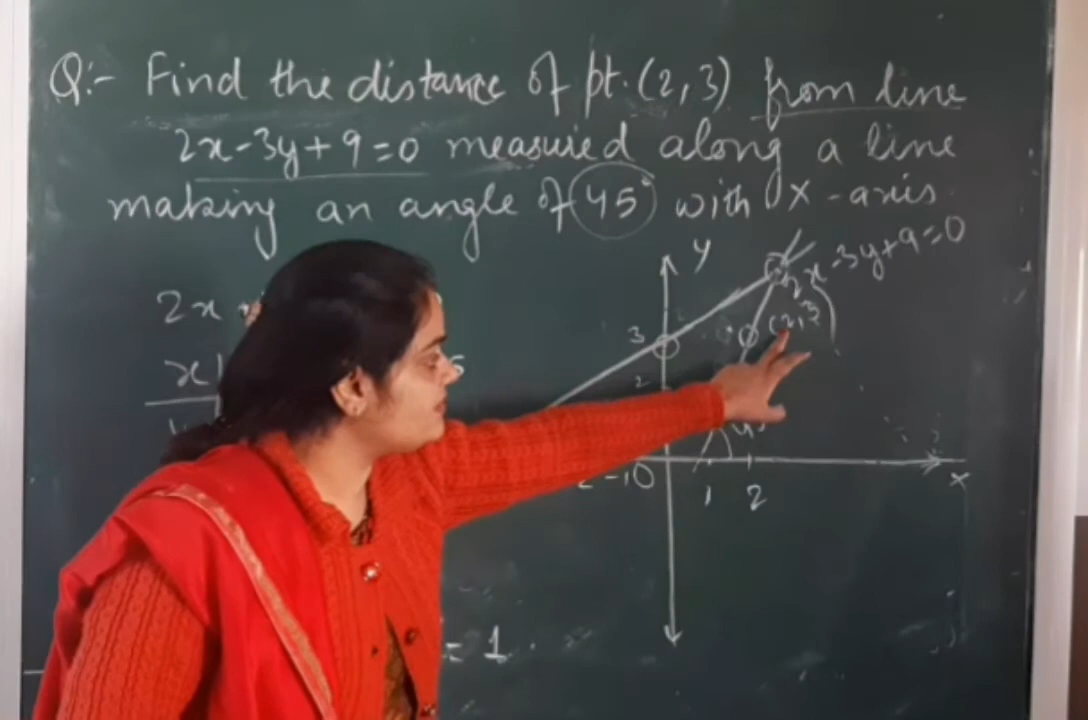 Q:- Find the distance of pt. (2,3) from line
2x-3y+9=0 measured along a line
making an angle of 45° with x-axis
y
2x-3y+9=0
2x
3
(2,3)
x
2
45
-1 0
1 2
x
= 1